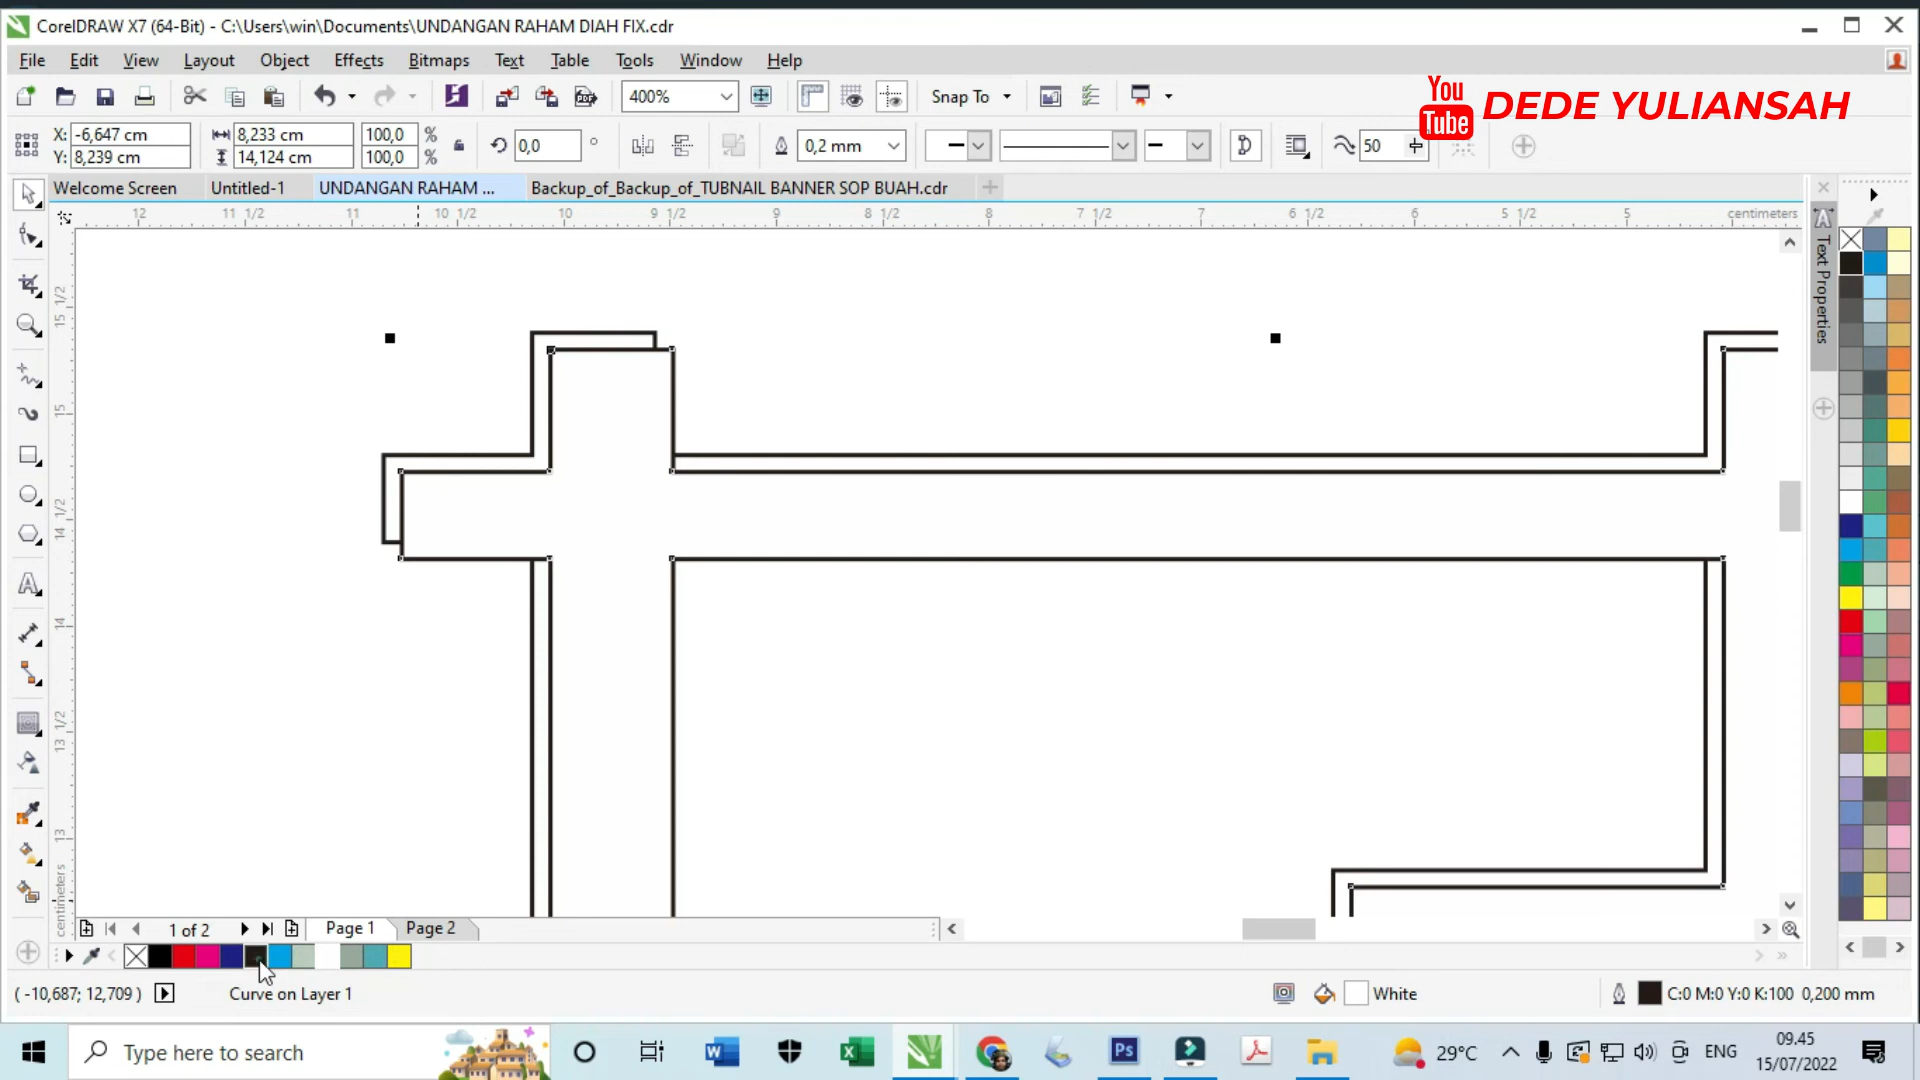 CorelDRAW X7 (64-Bit) - C:\Users\win\Documents\UNDANGAN RAHAM DIAH FIX.cdr
File Edit View Layout Object Effects Bitmaps Text Table Tools Window Help
400% Snap To
You Tube DEDE YULIANSAH
X: -6,647 cm 8,233 cm 100,0 %
Y: 8,239 cm 14,124 cm 100,0 %
0,0 ° 0,2 mm 50
Welcome Screen Untitled-1 UNDANGAN RAHAM ... Backup_of_Backup_of_TUBNAIL BANNER SOP BUAH.cdr
12 11 1/2 11 10 1/2 10 9 1/2 9 8 1/2 8 7 1/2 7 6 1/2 6 5 1/2 5 centimeters
15 1/2
15
14 1/2
14
13 1/2
13
centimeters
Text Properties
1 of 2 Page 1 Page 2
( -10,687; 12,709 ) Curve on Layer 1 White C:0 M:0 Y:0 K:100 0,200 mm
Type here to search 29°C ENG
09.45
15/07/2022